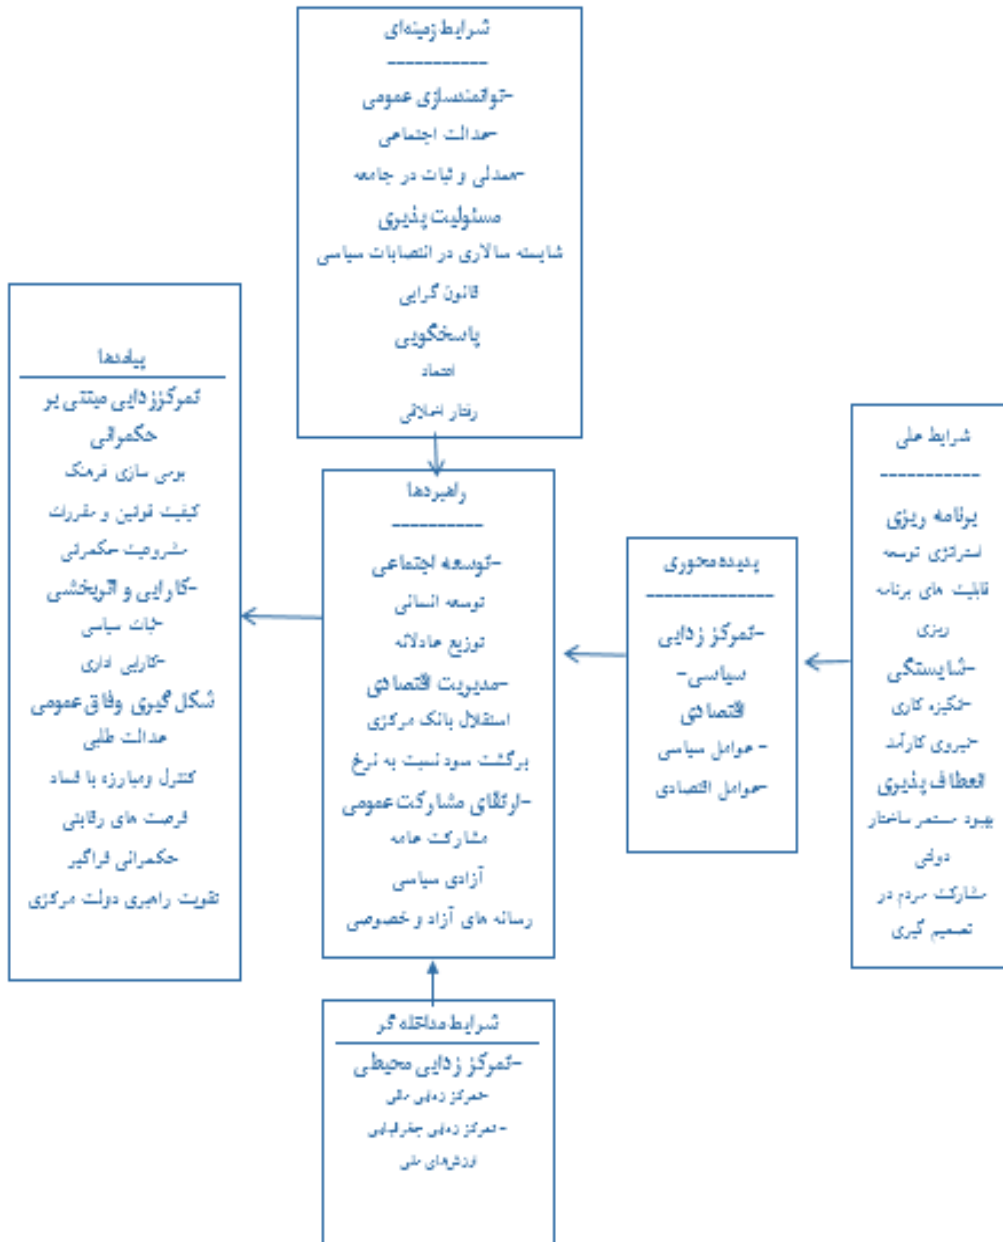 شرایط زمینه‌ای
-----------
-توانمندسازی عمومی
-عدالت اجتماعی
-همدلی و ثبات در جامعه
مسئولیت پذیری
شایسته سالاری در انتصابات سیاسی
قانون گرایی
پاسخگویی
اعتماد
رفتار اخلاقی
شرایط علی
-----------
برنامه ریزی
استراتژی توسعه
قابلیت های برنامه
ریزی
-شایستگی
-انگیزه کاری
-نیروی کارآمد
انعطاف پذیری
بهبود مستمر ساختار
دولتی
مشارکت مردم در
تصمیم گیری
پدیده محوری
--------------
-تمرکز زدایی
سیاسی-
اقتصادی
- عوامل سیاسی
-عوامل اقتصادی
راهبردها
----------
-توسعه اجتماعی
توسعه انسانی
توزیع عادلانه
-مدیریت اقتصادی
استقلال بانک مرکزی
برگشت سود نسبت به نرخ
-ارتقای مشارکت عمومی
مشارکت عامه
آزادی سیاسی
رسانه های آزاد و خصوصی
شرایط مداخله گر
-تمرکز زدایی محیطی
-تمرکز زدایی مالی
- تمرکز زدایی جغرافیایی
ارزش‌های ملی
پیامدها
تمرکززدایی مبتنی بر
حکمرانی
بومی سازی فرهنگ
کیفیت قوانین و مقررات
مشروعیت حکمرانی
-کارایی و اثربخشی
-ثبات سیاسی
-کارایی اداری
شکل گیری وفاق عمومی
عدالت طلبی
کنترل ومبارزه با فساد
فرصت های رقابتی
حکمرانی فراگیر
تقویت راهبری دولت مرکزی